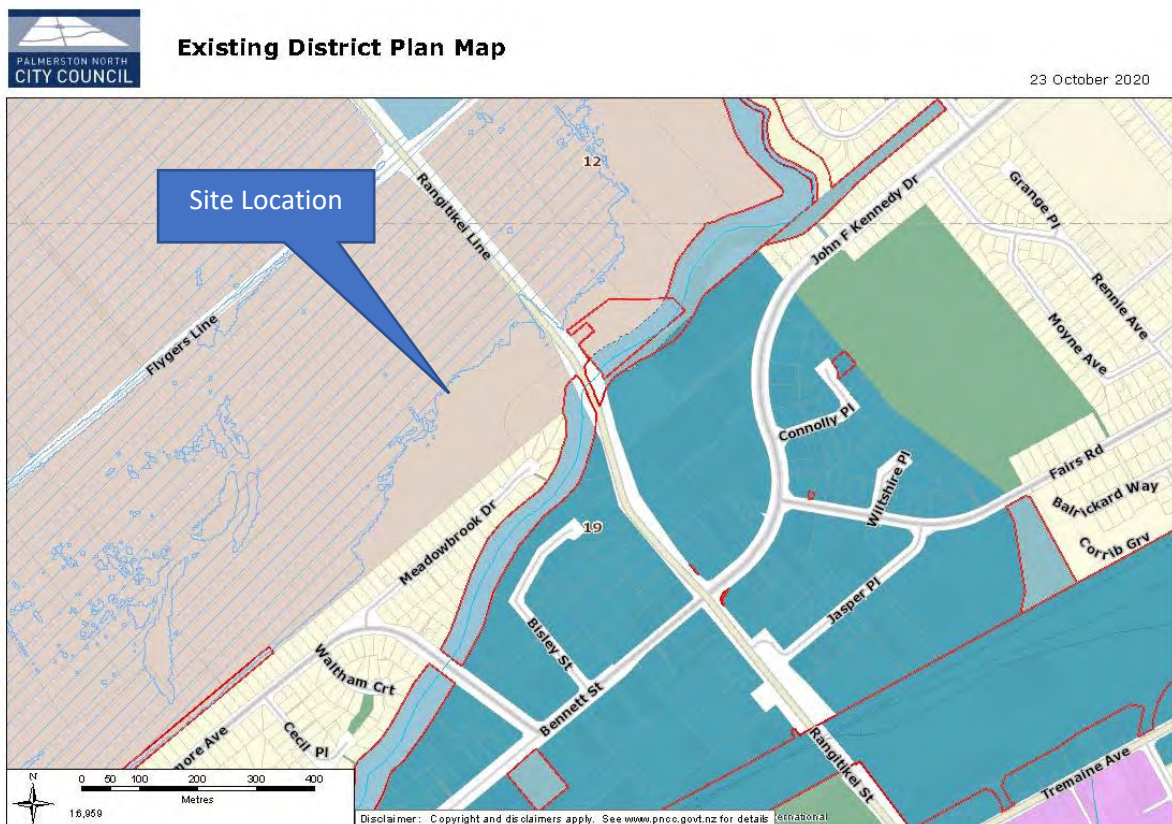 PALMERSTON NORTH
CITY COUNCIL
Existing District Plan Map
23 October 2020
Site Location
12
Rangitikei Line
Flygers Line
John F Kennedy Dr
Grange Pl
Rennie Ave
Moyne Ave
Connolly Pl
Wiltshire Pl
Fairs Rd
Balrickard Way
Corrib Grv
Meadowbrook Dr
19
Jasper Pl
Bisley St
Bennett St
Waltham Crt
Cecil Pl
more Ave
Rangitikei St
Tremaine Ave
N
0 50 100 200 300 400
Metres
1:6,959
Disclaimer: Copyright and disclaimers apply. See www.pncc.govt.nz for details
ernational